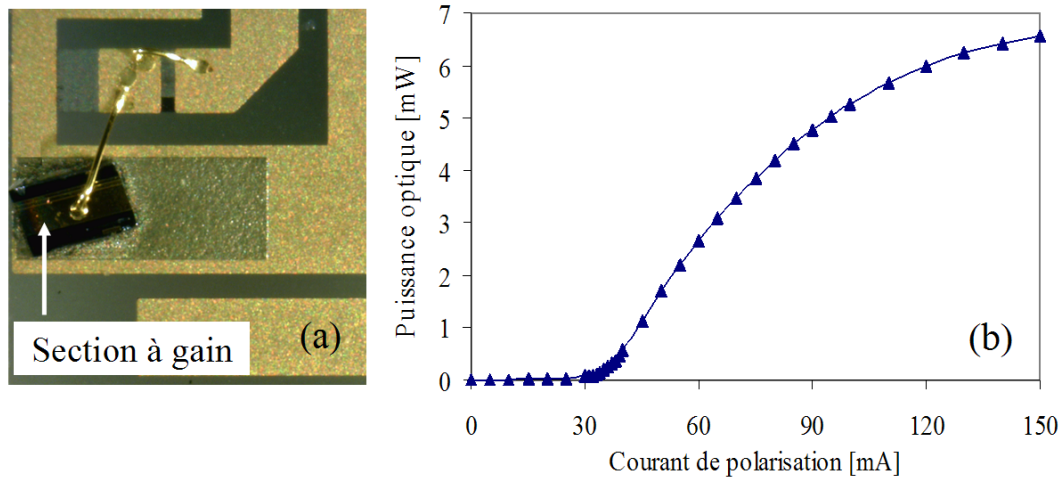 Section à gain
(a)
Puissance optique [mW]
7
6
5
4
3
2
1
0
(b)
0 30 60 90 120 150
Courant de polarisation [mA]